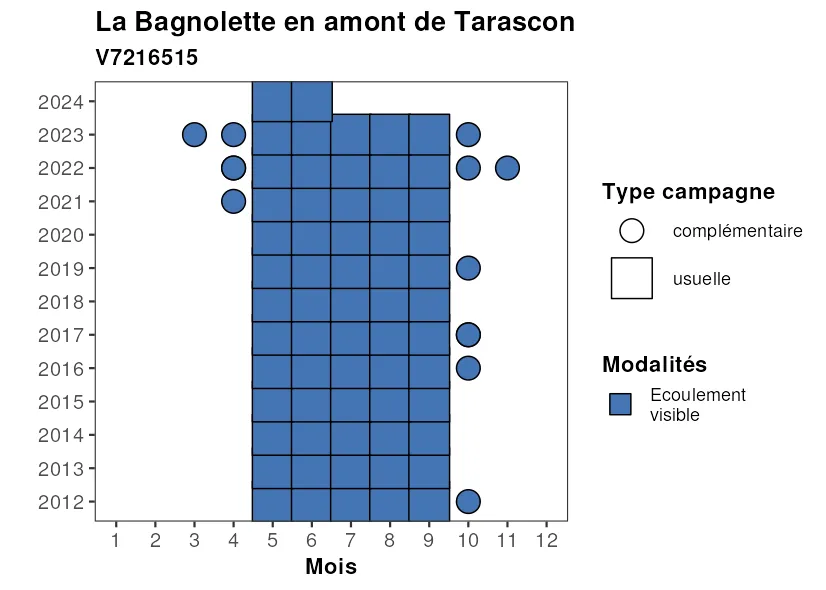 La Bagnolette en amont de Tarascon
V7216515
2024
2023
2022
2021
2020
2019
2018
2017
2016
2015
2014
2013
2012
1 2 3 4 5 6 7 8 9 10 11 12
Mois
Type campagne
complémentaire
usuelle
Modalités
Ecoulement
visible